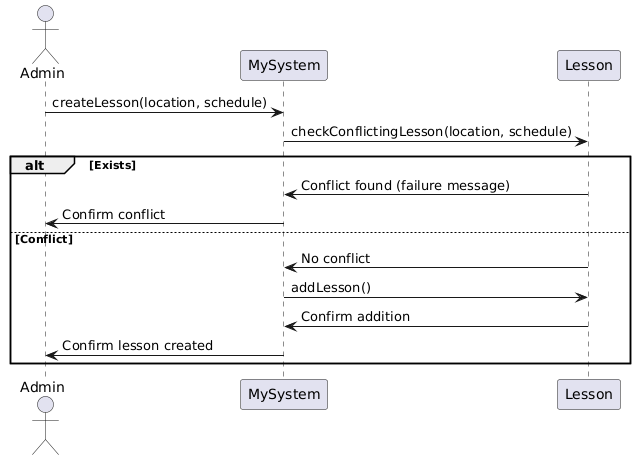 Admin
MySystem
Lesson
createLesson(location, schedule)
checkConflictingLesson(location, schedule)
alt
[Exists]
Conflict found (failure message)
Confirm conflict
[Conflict]
No conflict
addLesson()
Confirm addition
Confirm lesson created
Admin
MySystem
Lesson